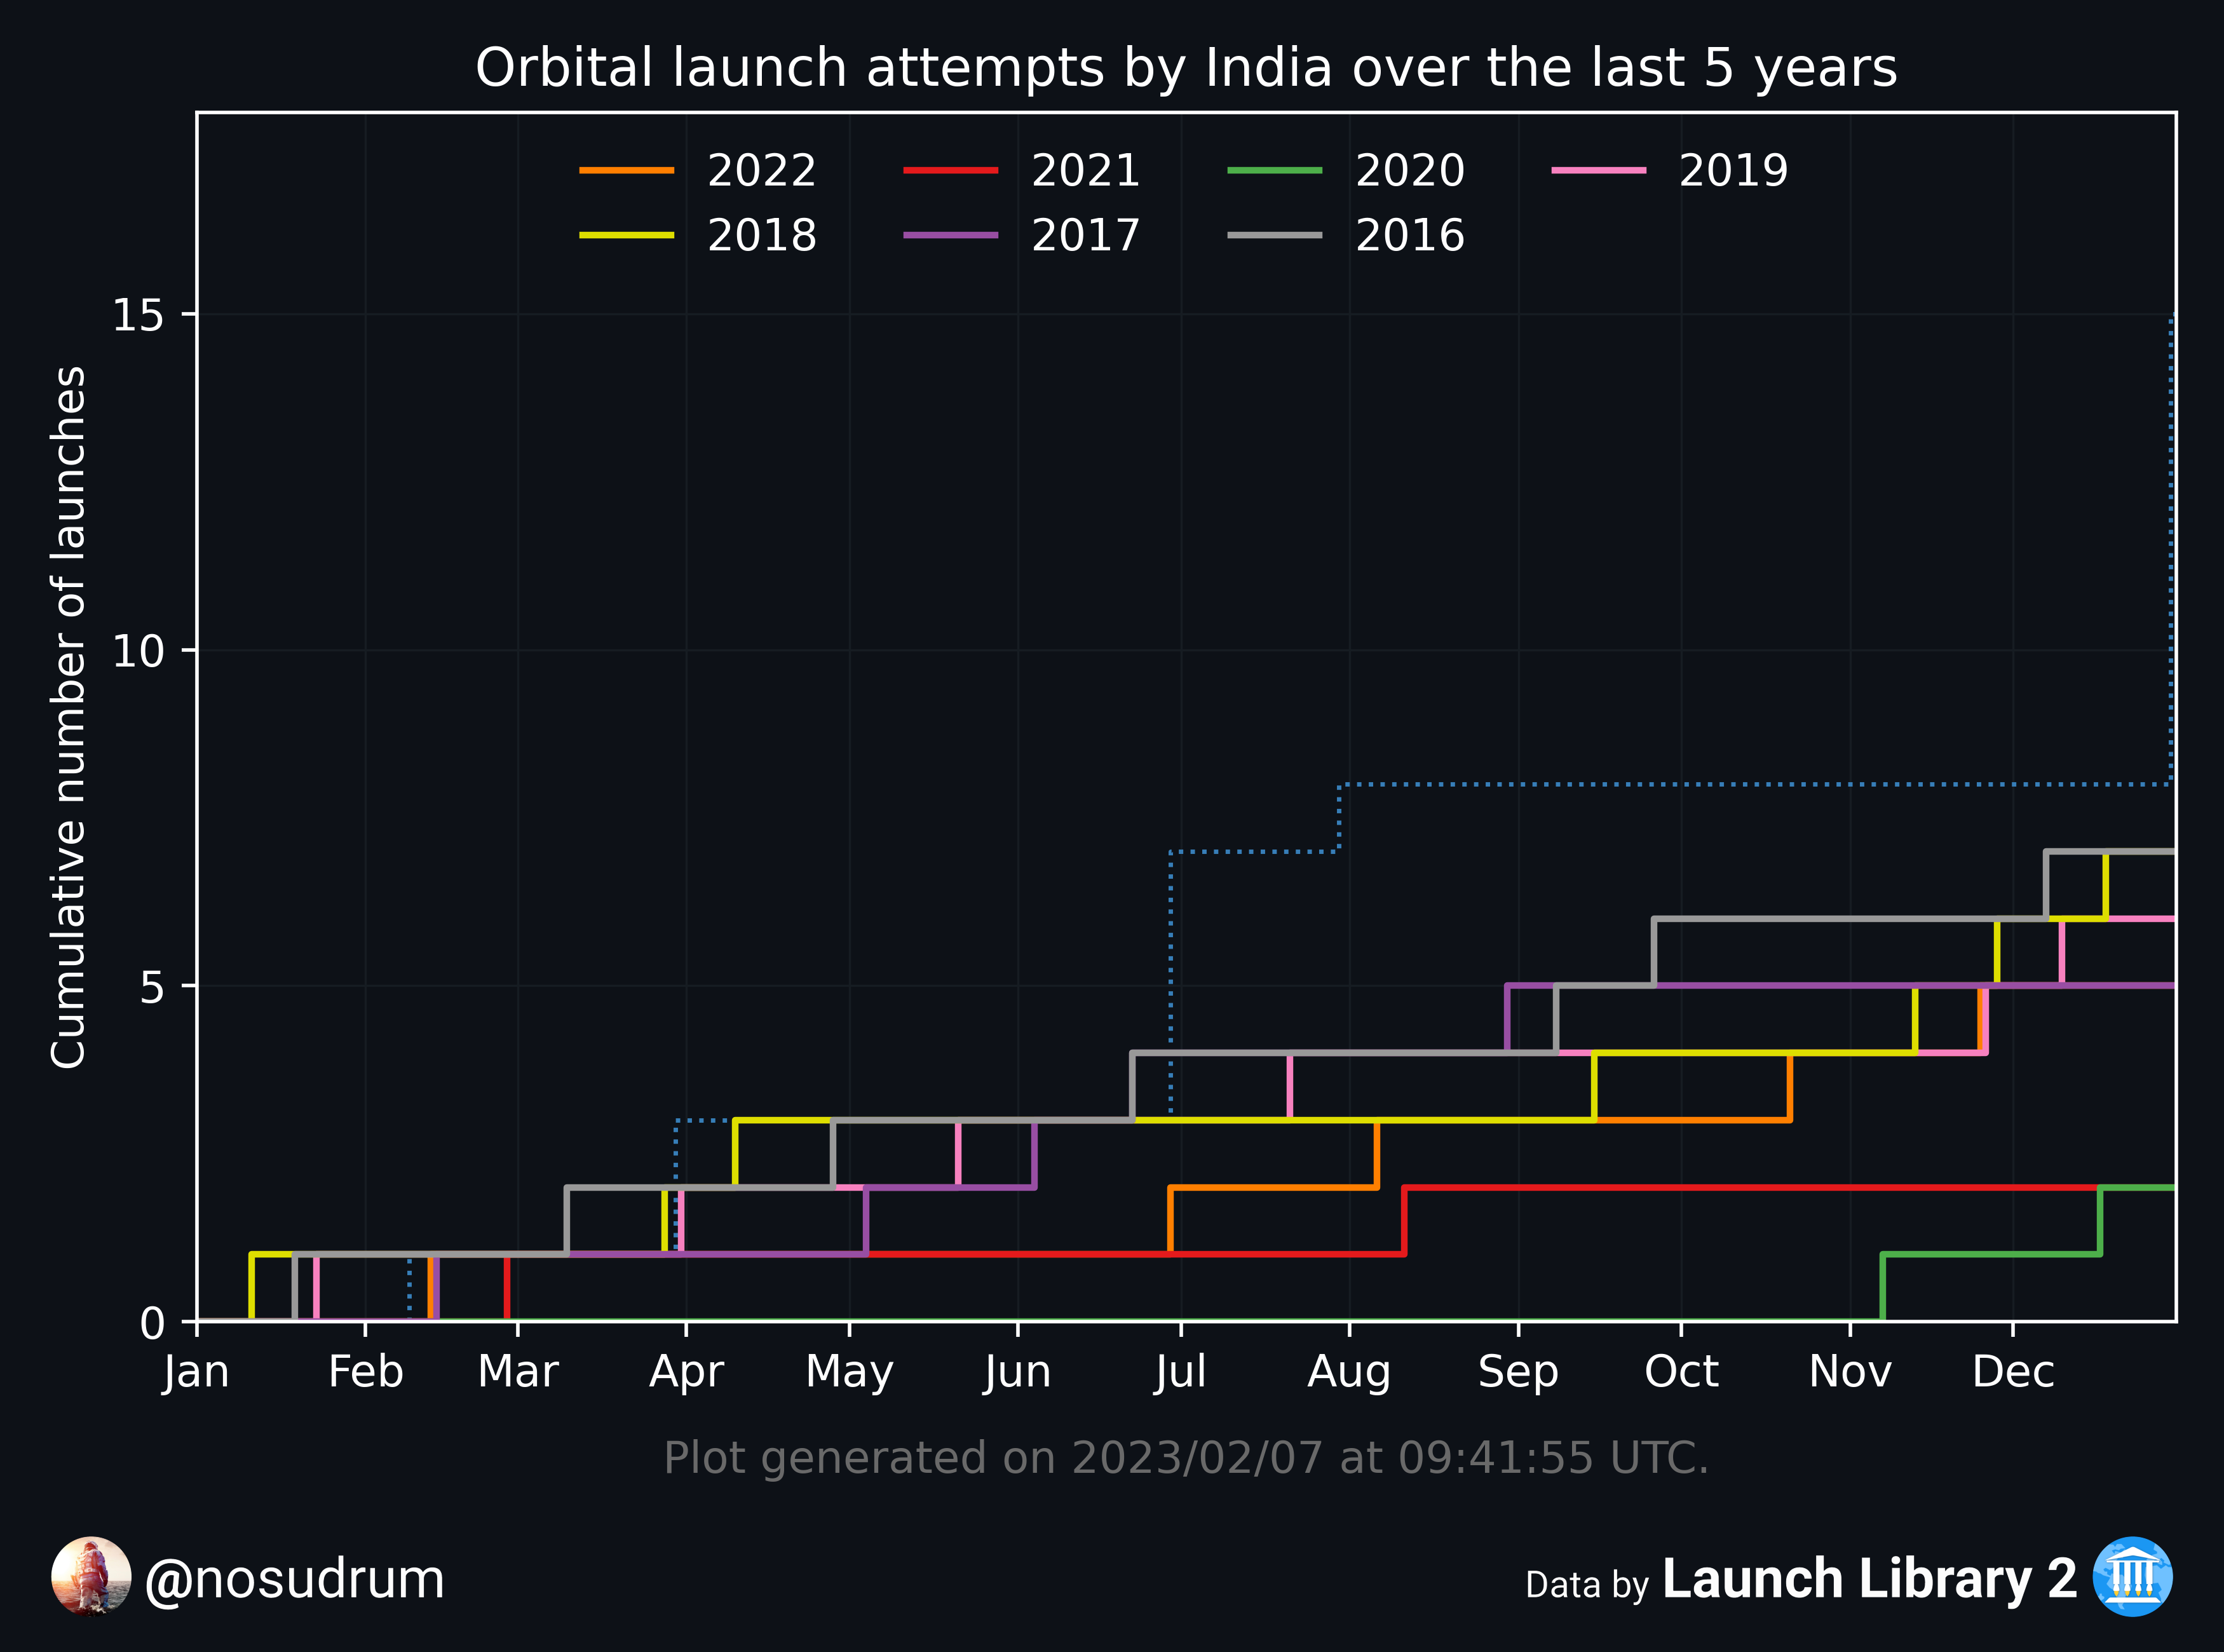 Orbital launch attempts by India over the last 5 years
2022 2021 2020 2019
2018 2017 2016
15
10
5
0
Cumulative number of launches
Jan Feb Mar Apr May Jun Jul Aug Sep Oct Nov Dec
Plot generated on 2023/02/07 at 09:41:55 UTC.
@nosudrum
Data by Launch Library 2